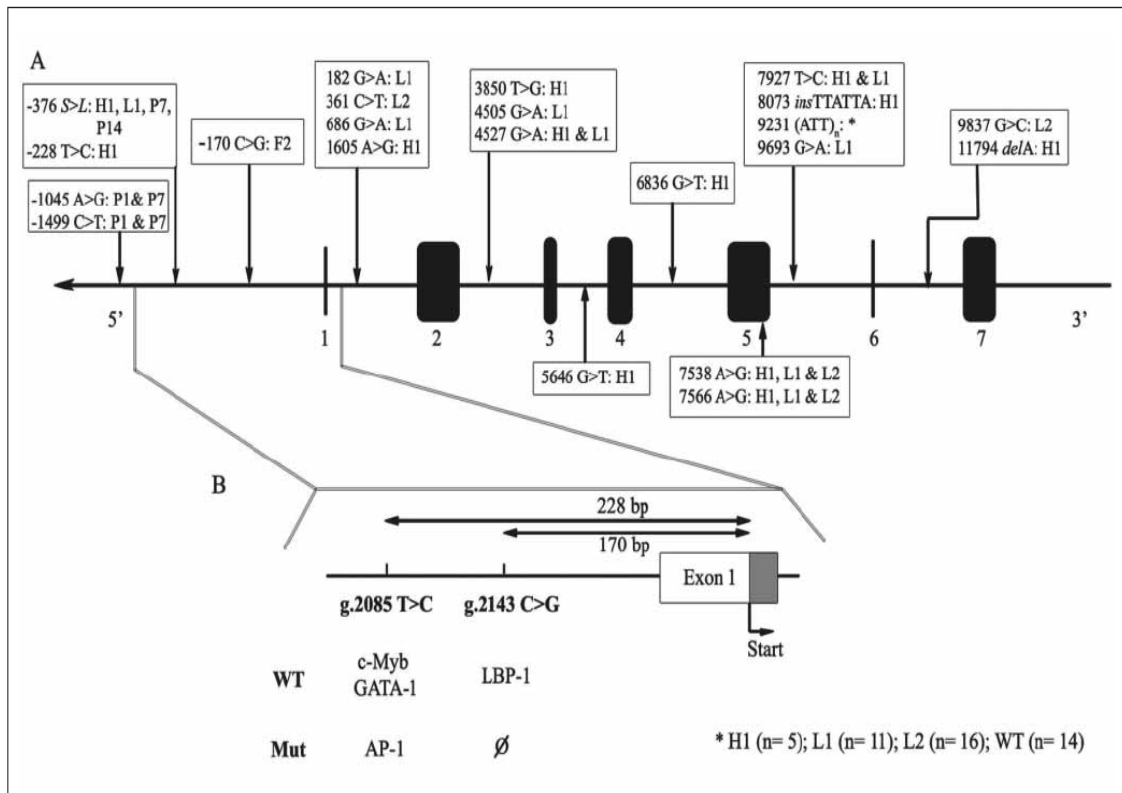 A
-376 S>L: H1, L1, P7,
P14
-228 T>C: H1
-1045 A>G: P1& P7
-1499 C>T: P1 & P7
-170 C>G: F2
182 G>A: L1
361 C>T: L2
686 G>A: L1
1605 A>G: H1
3850 T>G: H1
4505 G>A: L1
4527 G>A: H1 & L1
6836 G>T: H1
7927 T>C: H1 & L1
8073 insTTATTA: H1
9231 (ATT)n: *
9693 G>A: L1
9837 G>C: L2
11794 delA: H1
5’
1
2
3
4
5
6
7
3’
5646 G>T: H1
7538 A>G: H1, L1 & L2
7566 A>G: H1, L1 & L2
B
228 bp
170 bp
Exon 1
g.2085 T>C
g.2143 C>G
Start
WT
c-Myb
GATA-1
LBP-1
Mut
AP-1
Ø
* H1 (n= 5); L1 (n= 11); L2 (n= 16); WT (n= 14)